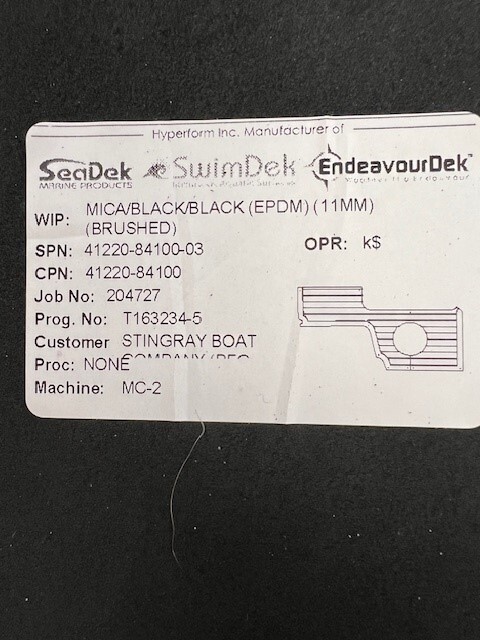 Hyperform Inc. Manufacturer of
SeaDek SwimDek EndeavourDek™
MARINE PRODUCTS
WIP: MICA/BLACK/BLACK (EPDM) (11MM)
(BRUSHED)
SPN: 41220-84100-03 OPR: k$
CPN: 41220-84100
Job No: 204727
Prog. No: T163234-5
Customer STINGRAY BOAT
COMPANY
Proc: NONE
Machine: MC-2